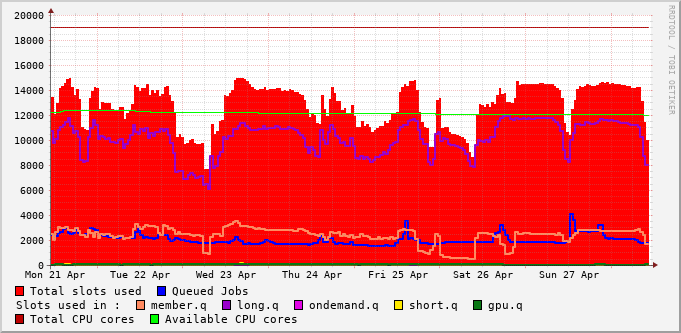 RRDTOOL / TOBI OETIKER
20000
18000
16000
14000
12000
10000
8000
6000
4000
2000
0
Mon 21 Apr Tue 22 Apr Wed 23 Apr Thu 24 Apr Fri 25 Apr Sat 26 Apr Sun 27 Apr
Total slots used Queued Jobs
Slots used in : member.q long.q ondemand.q short.q gpu.q
Total CPU cores Available CPU cores